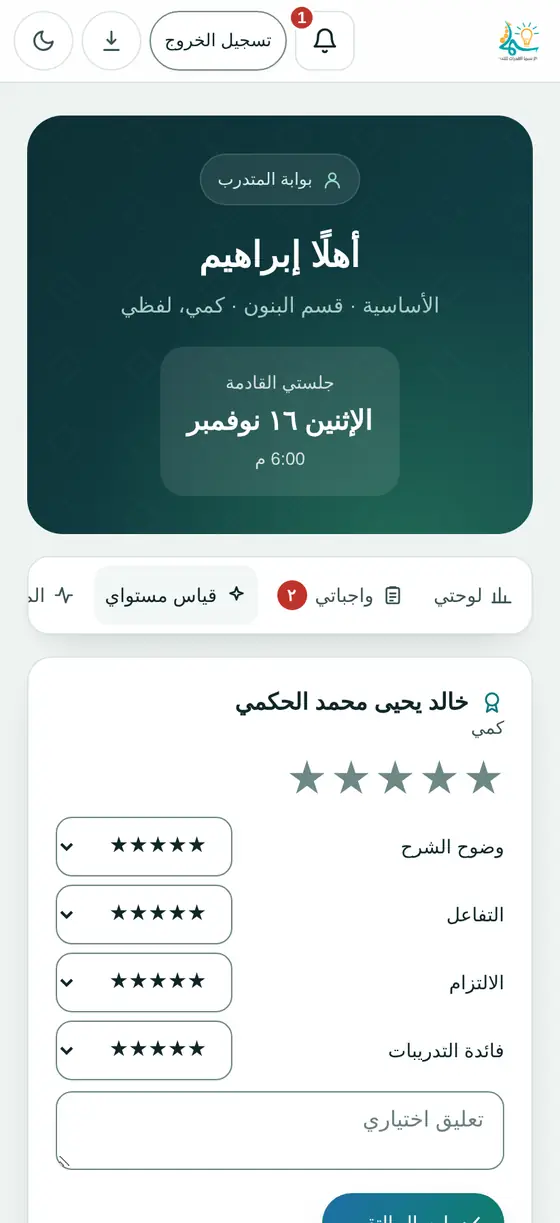 تسجيل الخروج
1
بوابة المتدرب
أهلًا إبراهيم
الأساسية · قسم البنون · كمي، لفظي
جلستي القادمة
الإثنين ١٦ نوفمبر
6:00 م
لوحتي
واجباتي ٢
قياس مستواي
خالد يحيى محمد الحكمي
كمي
★★★★★
وضوح الشرح ★★★★★
التفاعل ★★★★★
الالتزام ★★★★★
فائدة التدريبات ★★★★★
تعليق اختياري